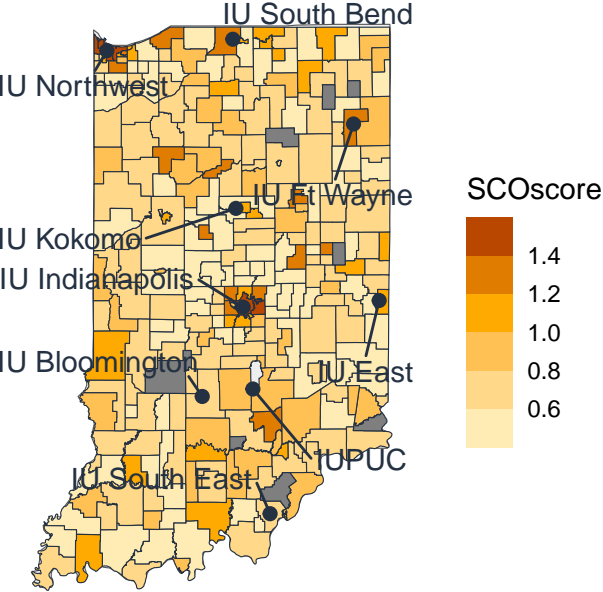 IU South Bend
IU Northwest
IU Ft Wayne
IU Kokomo
IU Indianapolis
IU Bloomington
IU East
IUPUC
IU South East
SCOscore
1.4
1.2
1.0
0.8
0.6